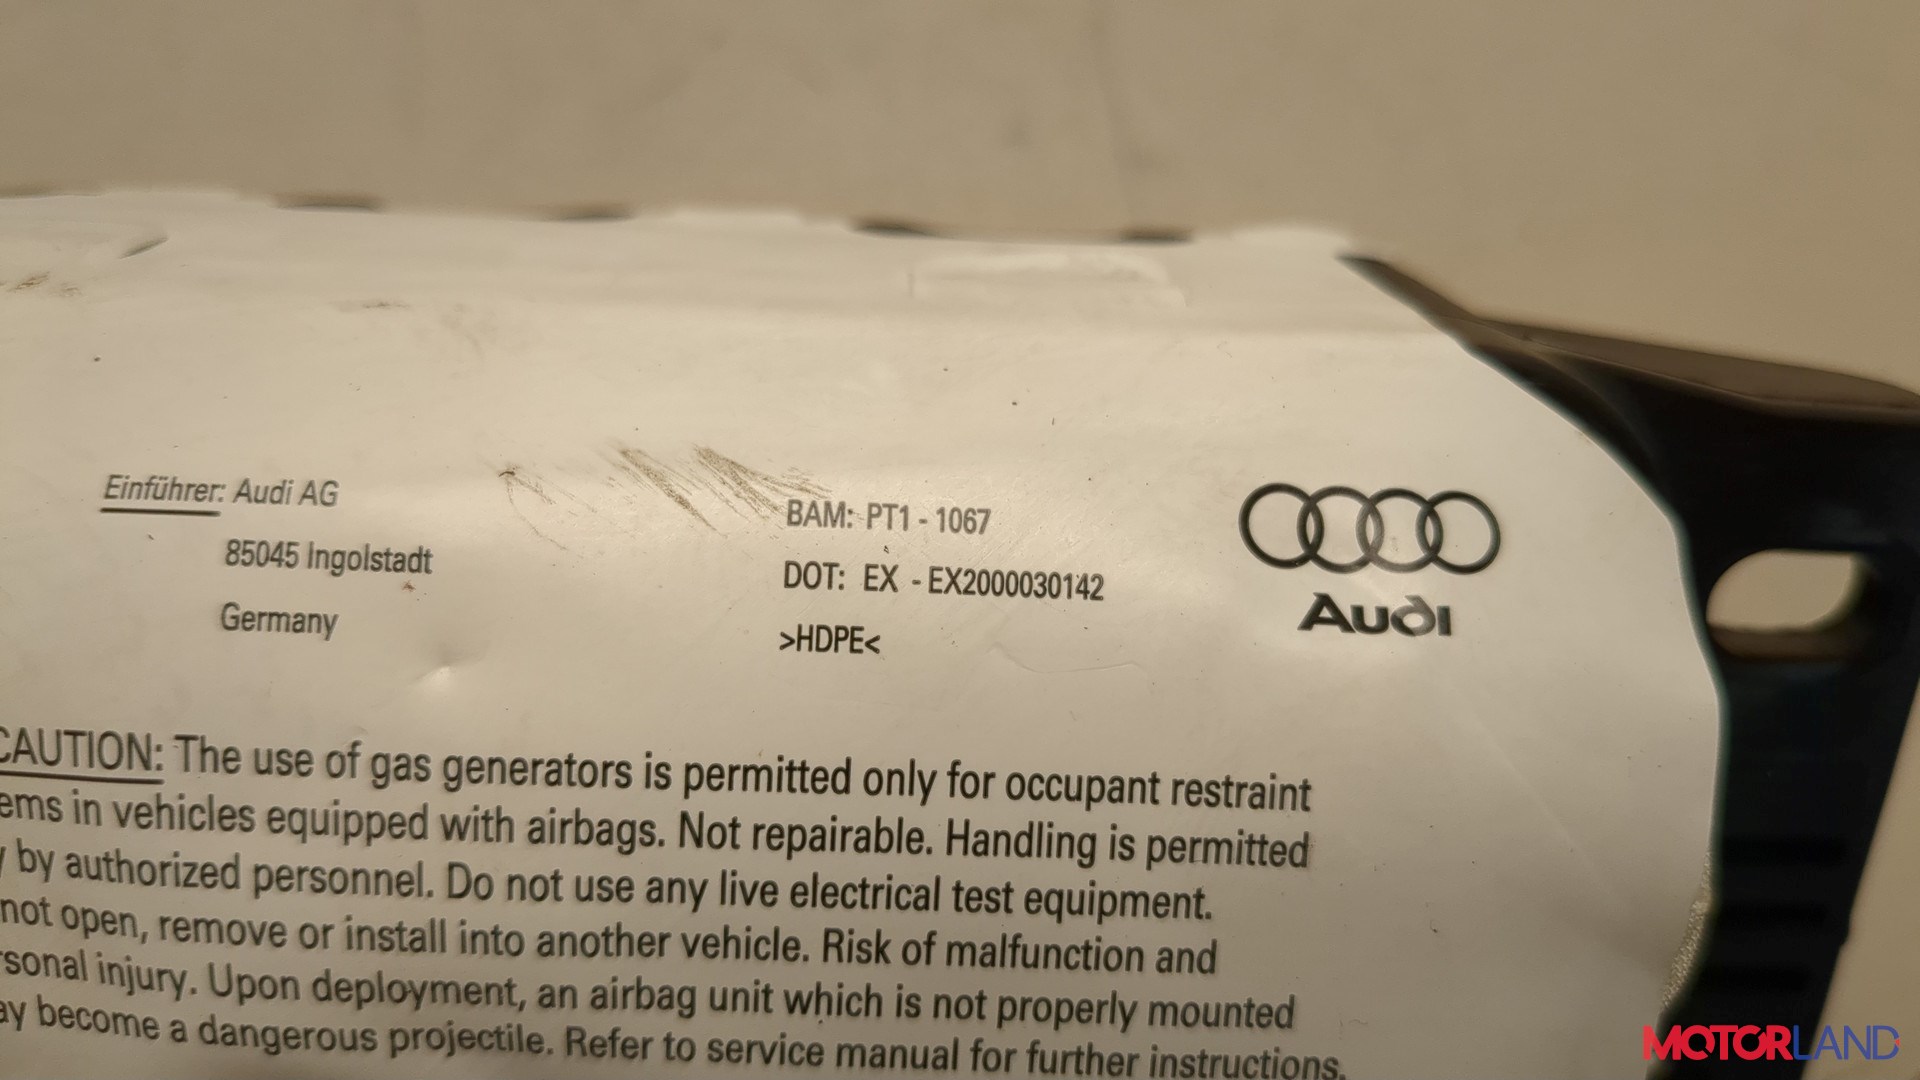 Einführer: Audi AG
85045 Ingolstadt
Germany
BAM: PT1 - 1067
DOT: EX - EX2000030142
>HDPE<
Audi
CAUTION: The use of gas generators is permitted only for occupant restraint
ems in vehicles equipped with airbags. Not repairable. Handling is permitted
y by authorized personnel. Do not use any live electrical test equipment.
not open, remove or install into another vehicle. Risk of malfunction and
rsonal injury. Upon deployment, an airbag unit which is not properly mounted
ay become a dangerous projectile. Refer to service manual for further instructions.
MOTORLAND